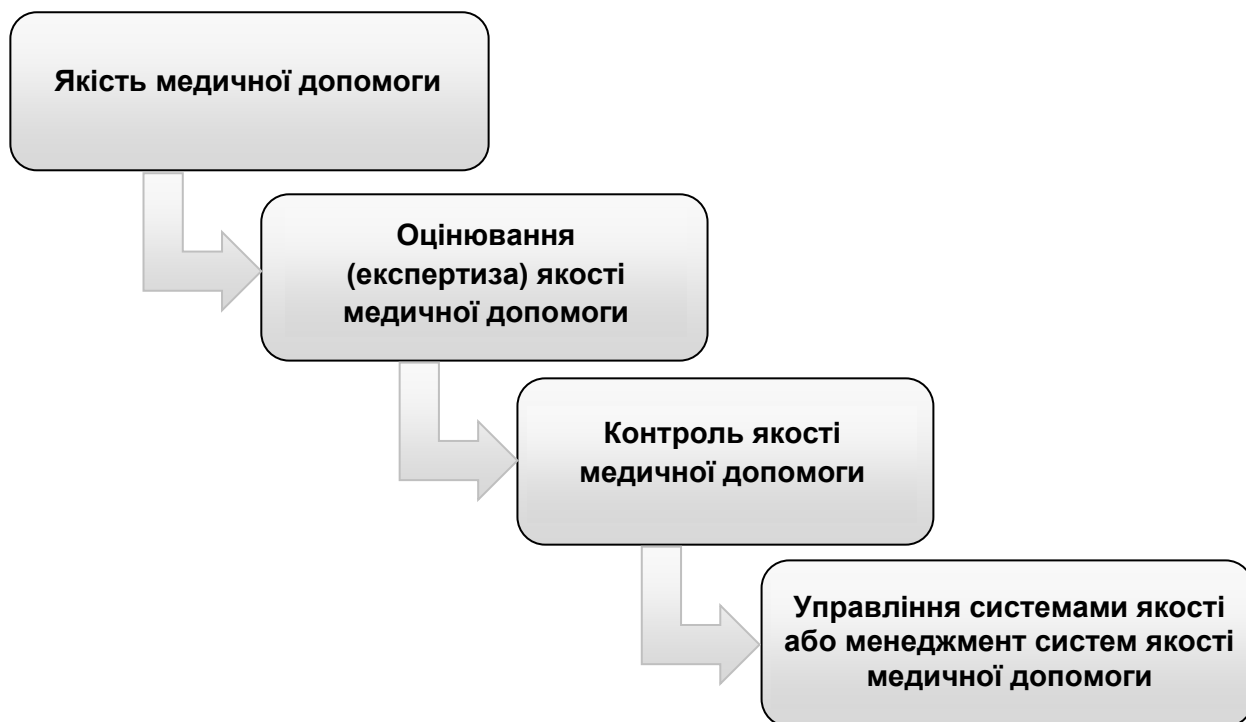 Якість медичної допомоги
Оцінювання
(експертиза) якості
медичної допомоги
Контроль якості
медичної допомоги
Управління системами якості
або менеджмент систем якості
медичної допомоги